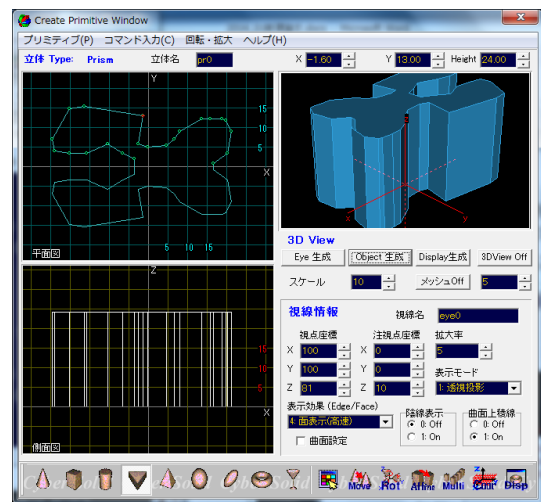 Create Primitive Window
プリミティブ(P) コマンド入力(C) 回転・拡大 ヘルプ(H)
立体 Type: Prism 立体名 pr0 X -1.60 Y 13.00 Height 24.00
Y
15
10
5
X
5 10 15
平面図
Z
15
10
5
X
側面図
X
y
3D View
Eye 生成 Object 生成 Display生成 3DView Off
スケール 10 メッシュOff 5
視線情報 視線名 eye0
視点座標 注視点座標 拡大率
X 100 X 0 5
Y 100 Y 0 表示モード
Z 81 Z 10 1: 透視投影
表示効果 (Edge/Face) 陰線表示 曲面上稜線
4: 面表示(高速) 0: Off 0: Off
曲面設定 1: On 1: On
Move Rot Affine Multi Disp